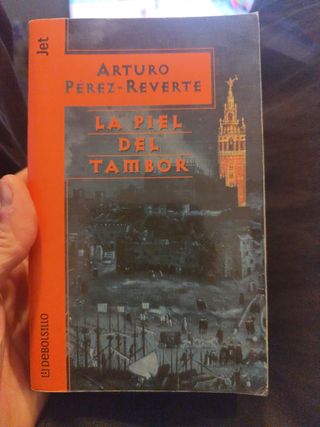 Jet
ARTURO
PÉREZ-REVERTE
LA PIEL
DEL
TAMBOR
DEBOLSILLO